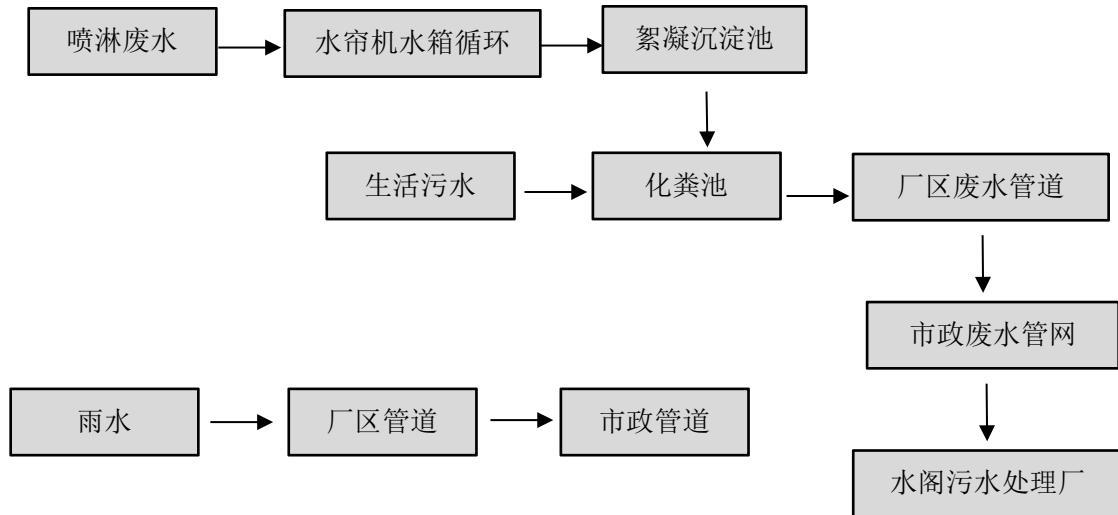 喷淋废水
水帘机水箱循环
絮凝沉淀池
生活污水
化粪池
厂区废水管道
市政废水管网
雨水
厂区管道
市政管道
水阁污水处理厂